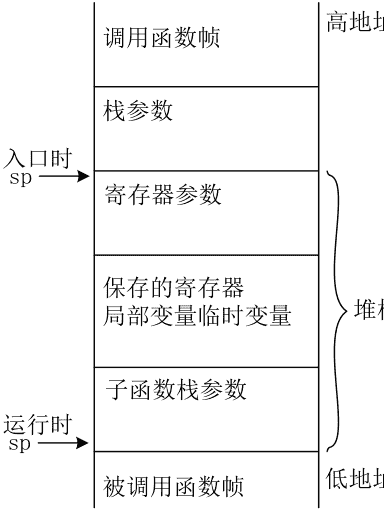 调用函数帧
高地址
栈参数
入口时
sp
寄存器参数
保存的寄存器
局部变量临时变量
堆
子函数栈参数
运行时
sp
低地址
被调用函数帧